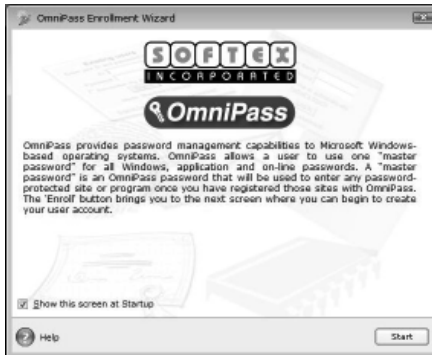 OmniPass Enrollment Wizard
SOFTEX
INCORPORATED
OmniPass
OmniPass provides password management capabilities to Microsoft Windows-
based operating systems. OmniPass allows a user to use one "master
password" for all Windows, application and on-line passwords. A "master
password" is an OmniPass password that will be used to enter any password-
protected site or program once you have registered those sites with OmniPass.
The 'Enroll' button brings you to the next screen where you can begin to create
your user account.
Show this screen at Startup
Help
Start